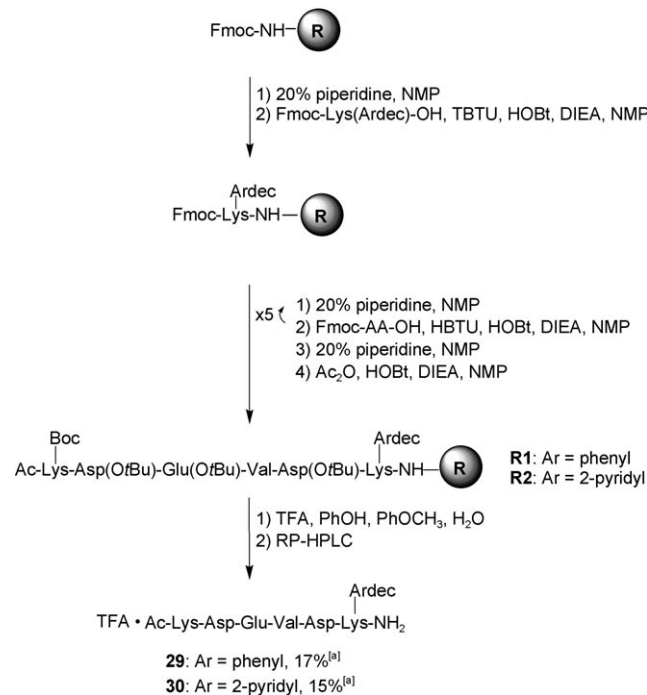 Fmoc-NH R
1) 20% piperidine, NMP
2) Fmoc-Lys(Ardec)-OH, TBTU, HOBt, DIEA, NMP
Ardec
Fmoc-Lys-NH R
x5
1) 20% piperidine, NMP
2) Fmoc-AA-OH, HBTU, HOBt, DIEA, NMP
3) 20% piperidine, NMP
4) Ac₂O, HOBt, DIEA, NMP
Boc Ardec
Ac-Lys-Asp(OtBu)-Glu(OtBu)-Val-Asp(OtBu)-Lys-NH R
R1: Ar = phenyl
R2: Ar = 2-pyridyl
1) TFA, PhOH, PhOCH₃, H₂O
2) RP-HPLC
Ardec
TFA • Ac-Lys-Asp-Glu-Val-Asp-Lys-NH₂
29: Ar = phenyl, 17%[a]
30: Ar = 2-pyridyl, 15%[a]